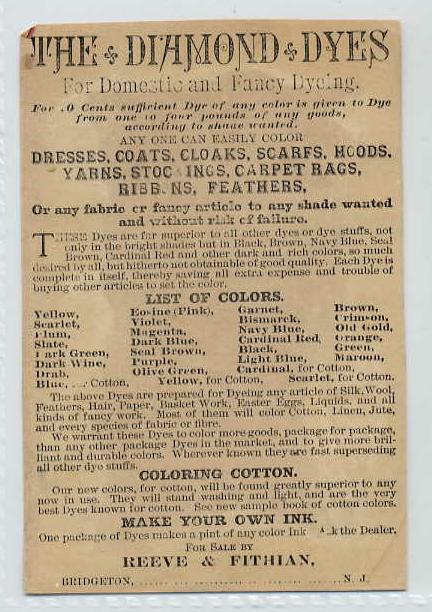 THE DIAMOND DYES
For Domestic and Fancy Dyeing.
For .0 Cents sufficient Dye of any color is given to Dye
from one to four pounds of any goods,
according to shade wanted.
ANY ONE CAN EASILY COLOR
DRESSES, COATS, CLOAKS, SCARFS, HOODS,
YARNS, STOCKINGS, CARPET RAGS,
RIBBONS, FEATHERS,
Or any fabric or fancy article to any shade wanted
and without risk of failure.
THESE Dyes are far superior to all other dyes or dye stuffs, not
only in the bright shades but in Black, Brown, Navy Blue, Seal
Brown, Cardinal Red and other dark and rich colors, so much
desired by all, but hitherto not obtainable of good quality. Each Dye is
complete in itself, thereby saving all extra expense and trouble of
buying other articles to set the color.
LIST OF COLORS.
Yellow, Eosine (Pink), Garnet, Brown,
Scarlet, Violet, Bismarck, Crimson,
Plum, Magenta, Navy Blue, Old Gold,
Slate, Dark Blue, Cardinal Red, Orange,
Dark Green, Seal Brown, Black, Green,
Dark Wine, Purple, Light Blue, Maroon,
Drab, Olive Green, Cardinal, for Cotton,
Blue, Cotton, Yellow, for Cotton, Scarlet, for Cotton.
The above Dyes are prepared for Dyeing any article of Silk, Wool,
Feathers, Hair, Paper, Basket Work, Easter Eggs, Liquids, and all
kinds of fancy work. Most of them will color Cotton, Linen, Jute,
and every species of fabric or fibre.
We warrant these Dyes to color more goods, package for package,
than any other package Dyes in the market, and to give more bril-
liant and durable colors. Wherever known they are fast superseding
all other dye stuffs.
COLORING COTTON.
Our new colors, for cotton, will be found greatly superior to any
now in use. They will stand washing and light, and are the very
best Dyes known for cotton. See new sample book of cotton colors.
MAKE YOUR OWN INK.
One package of Dyes makes a pint of any color Ink Ask the Dealer.
FOR SALE BY
REEVE & FITHIAN,
BRIDGETON, ........................................ N. J.